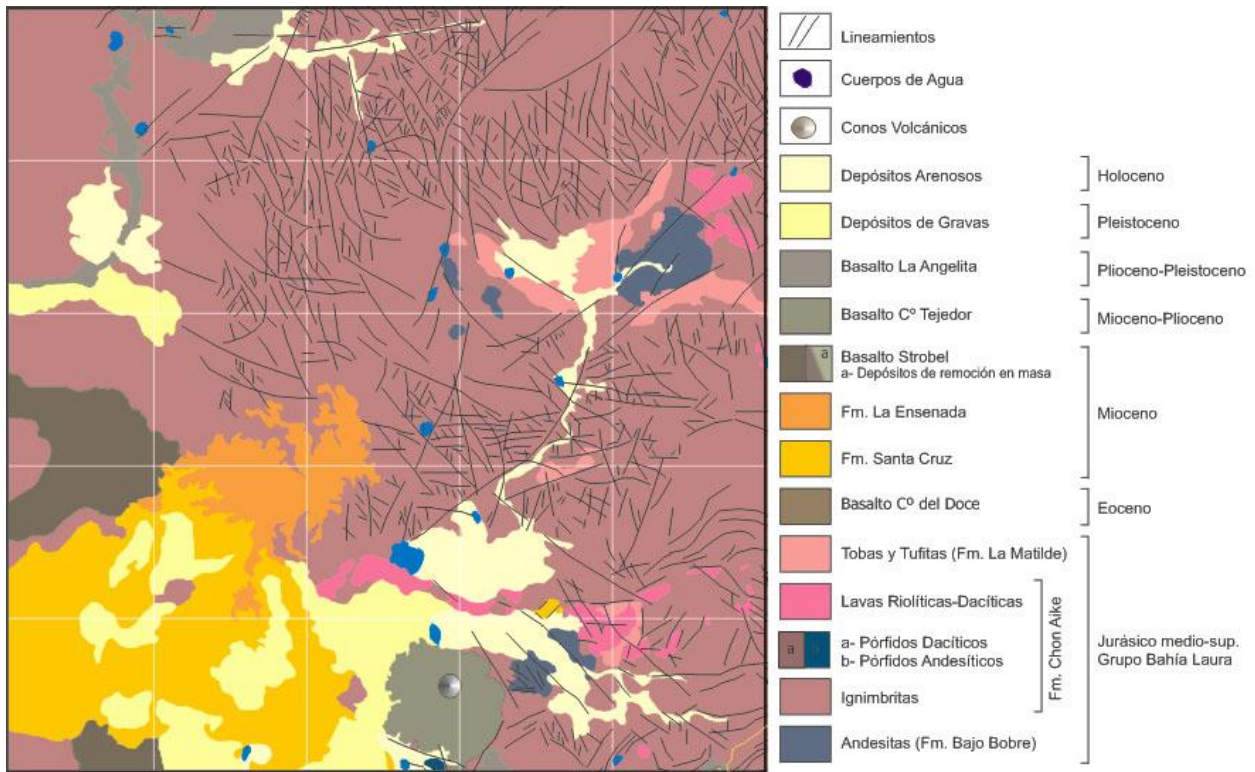 Lineamientos
Cuerpos de Agua
Conos Volcánicos
Depósitos Arenosos
Holoceno
Depósitos de Gravas
Pleistoceno
Basalto La Angelita
Plioceno-Pleistoceno
Basalto Cº Tejedor
Mioceno-Plioceno
a
Basalto Strobel
a- Depósitos de remoción en masa
Fm. La Ensenada
Mioceno
Fm. Santa Cruz
Basalto Cº del Doce
Eoceno
Tobas y Tufitas (Fm. La Matilde)
Lavas Riolíticas-Dacíticas
a b
a- Pórfidos Dacíticos
b- Pórfidos Andesíticos
Ignimbritas
Fm. Chon Aike
Jurásico medio-sup.
Grupo Bahía Laura
Andesitas (Fm. Bajo Bobre)